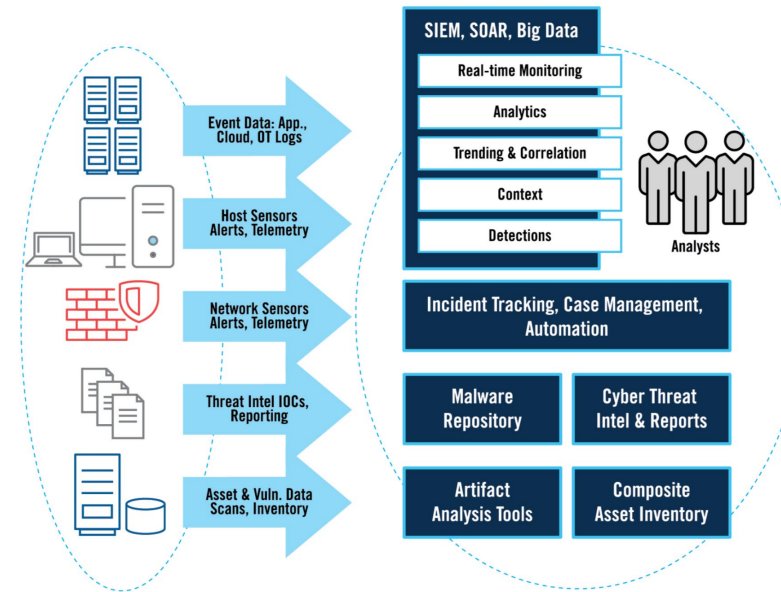 Event Data: App.,
Cloud, OT Logs
Host Sensors
Alerts, Telemetry
Network Sensors
Alerts, Telemetry
Threat Intel IOCs,
Reporting
Asset & Vuln. Data
Scans, Inventory
SIEM, SOAR, Big Data
Real-time Monitoring
Analytics
Trending & Correlation
Context
Detections
Analysts
Incident Tracking, Case Management,
Automation
Malware
Repository
Cyber Threat
Intel & Reports
Artifact
Analysis Tools
Composite
Asset Inventory